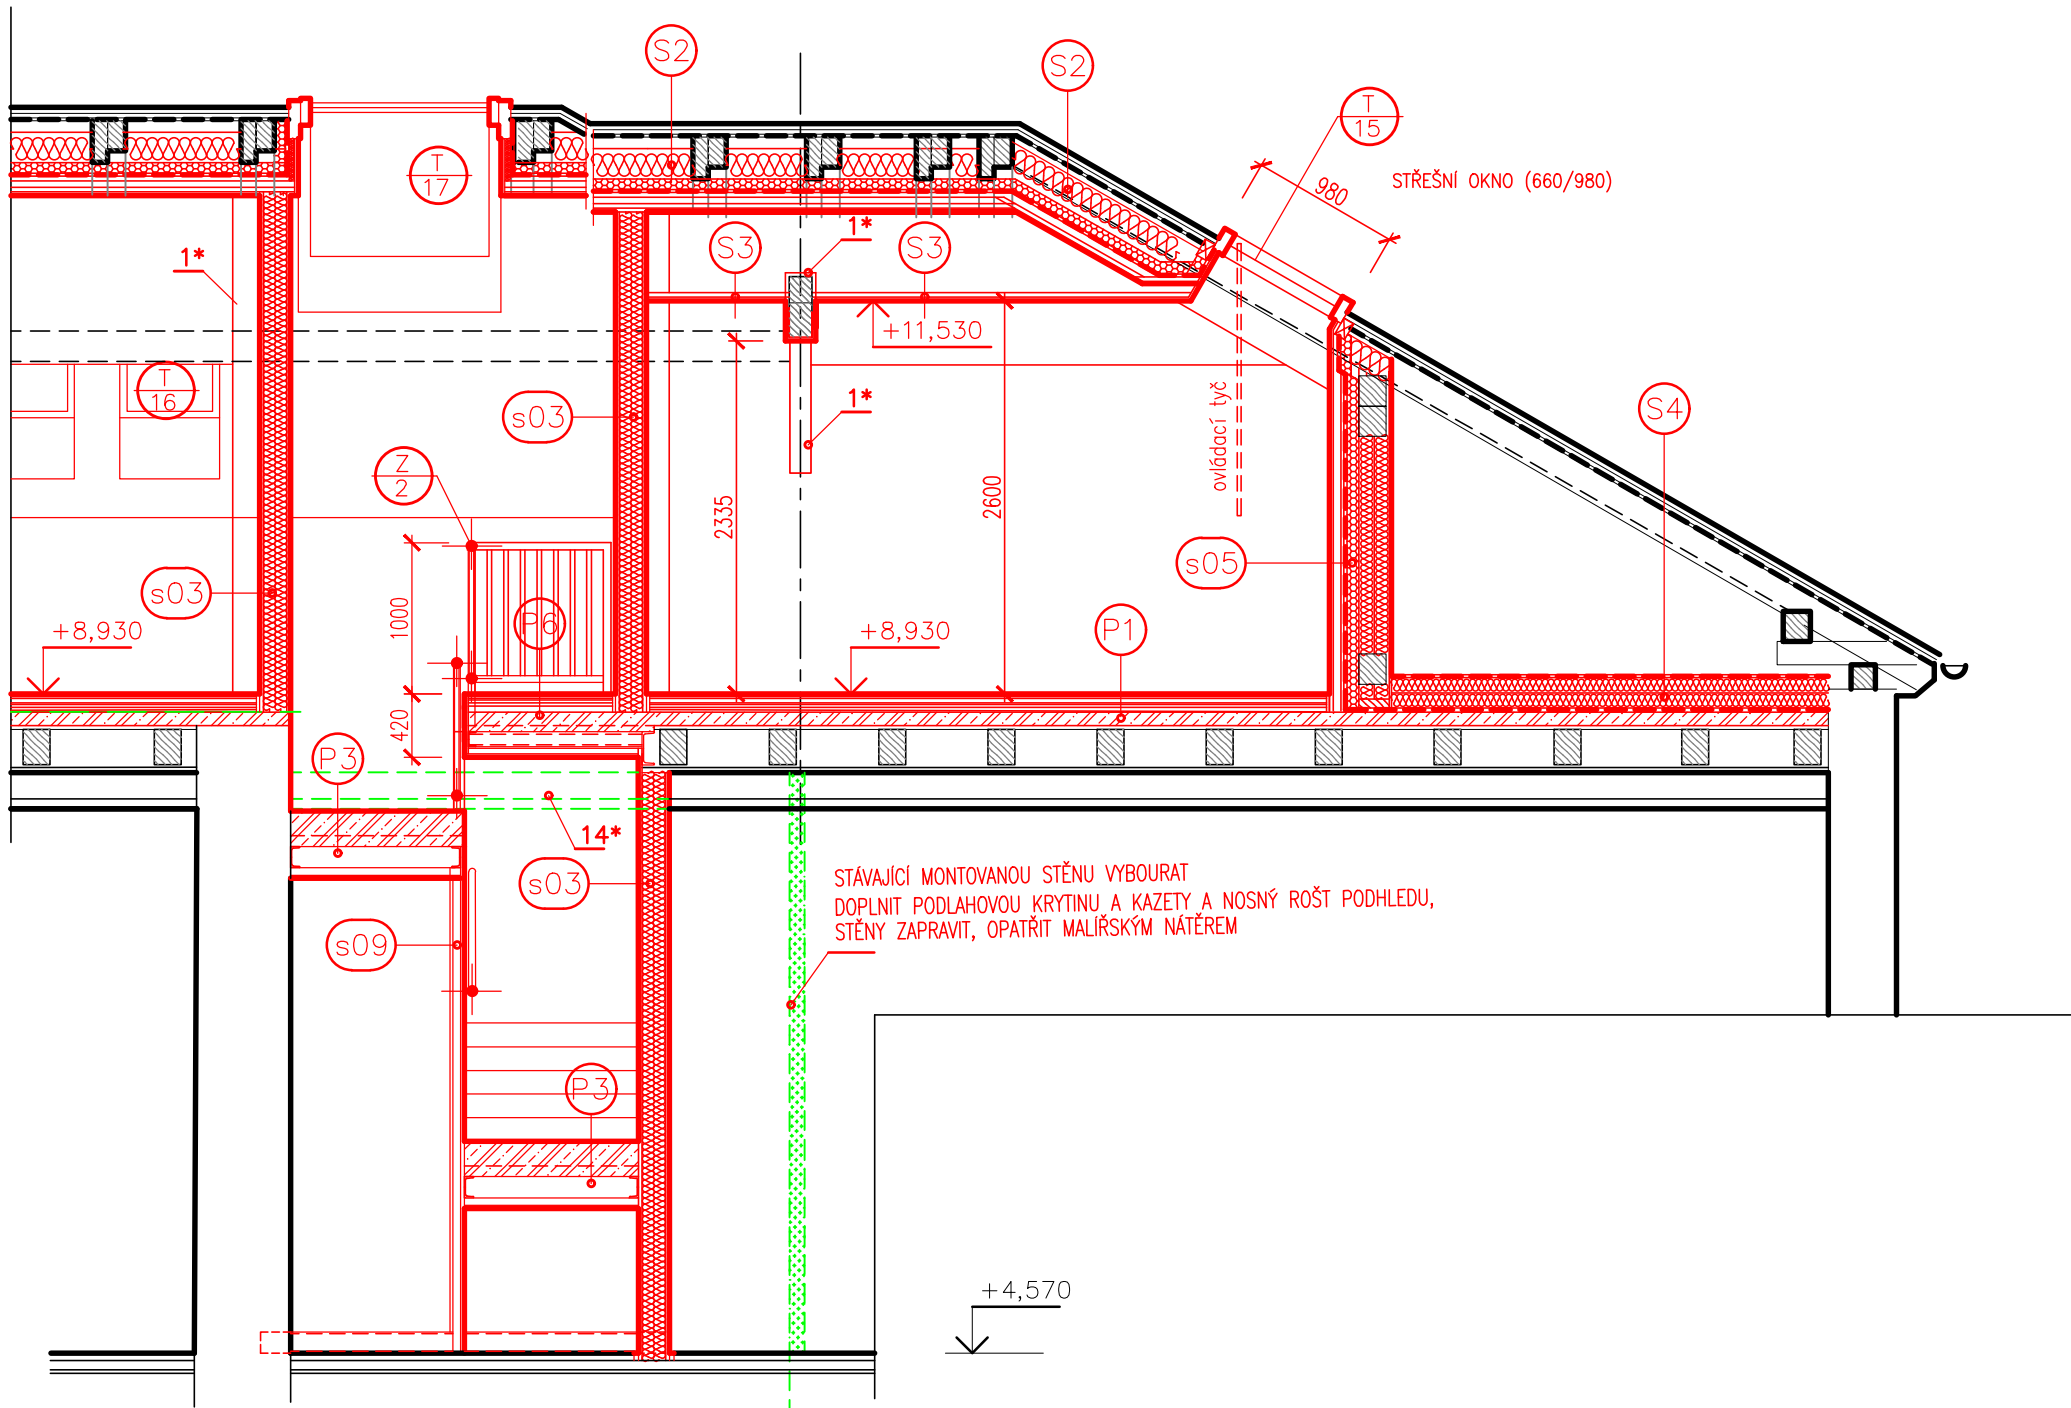 S2
S2
T
15
980
STŘEŠNÍ OKNO (660/980)
T
17
1*
S3
1*
S3
+11,530
T
16
s03
1*
ovládací tyč
S4
Z
2
2335
2600
s05
s03
1000
P6
+8,930
+8,930
P1
420
P3
14*
s03
STÁVAJÍCÍ MONTOVANOU STĚNU VYBOURAT
DOPLNIT PODLAHOVOU KRYTINU A KAZETY A NOSNÝ ROŠT PODHLEDU,
STĚNY ZAPRAVIT, OPATŘIT MALÍŘSKÝM NÁTĚREM
s09
P3
+4,570